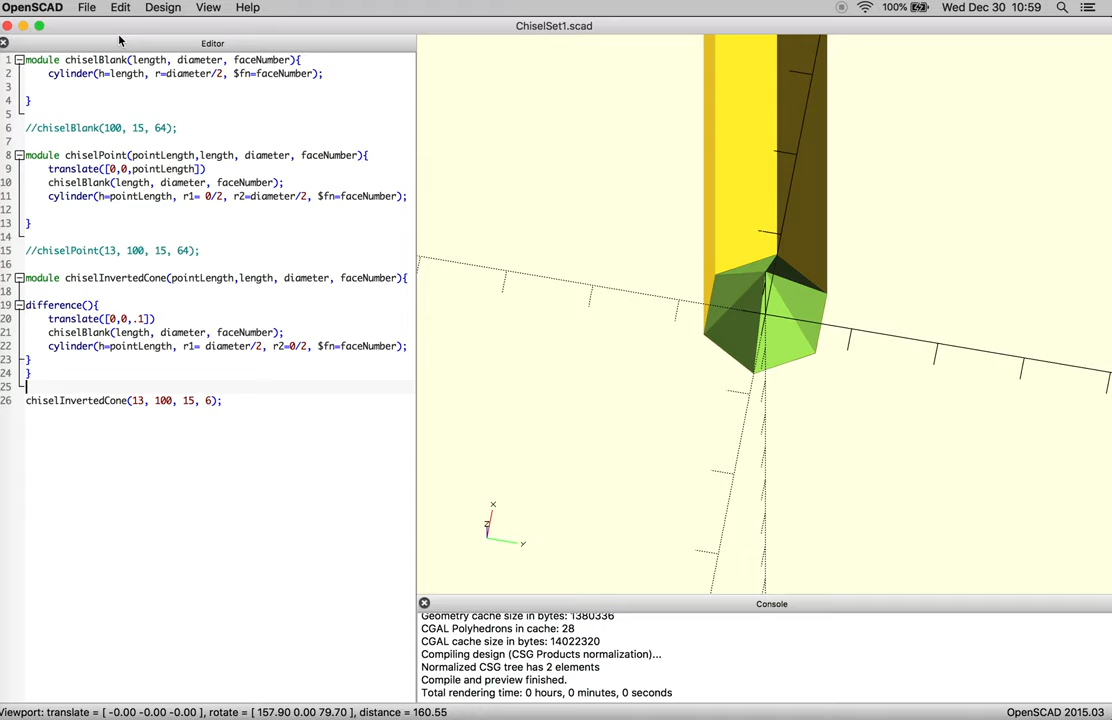 OpenSCAD File Edit Design View Help 100% Wed Dec 30 10:59
ChiselSet1.scad
Editor
1 module chiselBlank(length, diameter, faceNumber){
2 cylinder(h=length, r=diameter/2, $fn=faceNumber);
3
4 }
5
6 //chiselBlank(100, 15, 64);
7
8 module chiselPoint(pointLength,length, diameter, faceNumber){
9 translate([0,0,pointLength])
10 chiselBlank(length, diameter, faceNumber);
11 cylinder(h=pointLength, r1= 0/2, r2=diameter/2, $fn=faceNumber);
12
13 }
14
15 //chiselPoint(13, 100, 15, 64);
16
17 module chiselInvertedCone(pointLength,length, diameter, faceNumber){
18
19 difference(){
20 translate([0,0,.1])
21 chiselBlank(length, diameter, faceNumber);
22 cylinder(h=pointLength, r1= diameter/2, r2=0/2, $fn=faceNumber);
23 }
24 }
25
26 chiselInvertedCone(13, 100, 15, 6);
X
Z
Y
Console
Geometry cache size in bytes: 1380336
CGAL Polyhedrons in cache: 28
CGAL cache size in bytes: 14022320
Compiling design (CSG Products normalization)...
Normalized CSG tree has 2 elements
Compile and preview finished.
Total rendering time: 0 hours, 0 minutes, 0 seconds
Viewport: translate = [ -0.00 -0.00 -0.00 ], rotate = [ 157.90 0.00 79.70 ], distance = 160.55 OpenSCAD 2015.03